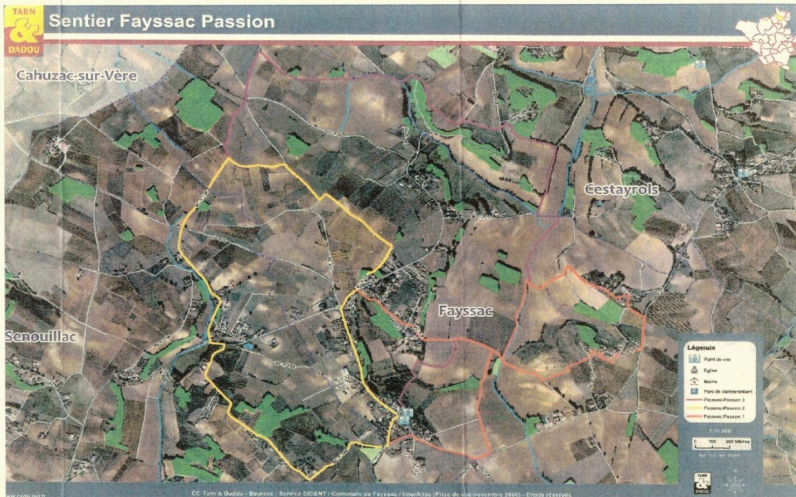 TARN
&
DADOU
Sentier Fayssac Passion
Cahuzac-sur-Vère
Cestayrols
Fayssac
Senouillac
Légende
Point de vue
Eglise
Mairie
Parc de stationnement
Fayssac Passion 3
Fayssac Passion 2
Fayssac Passion 1
TARN
&
DADOU